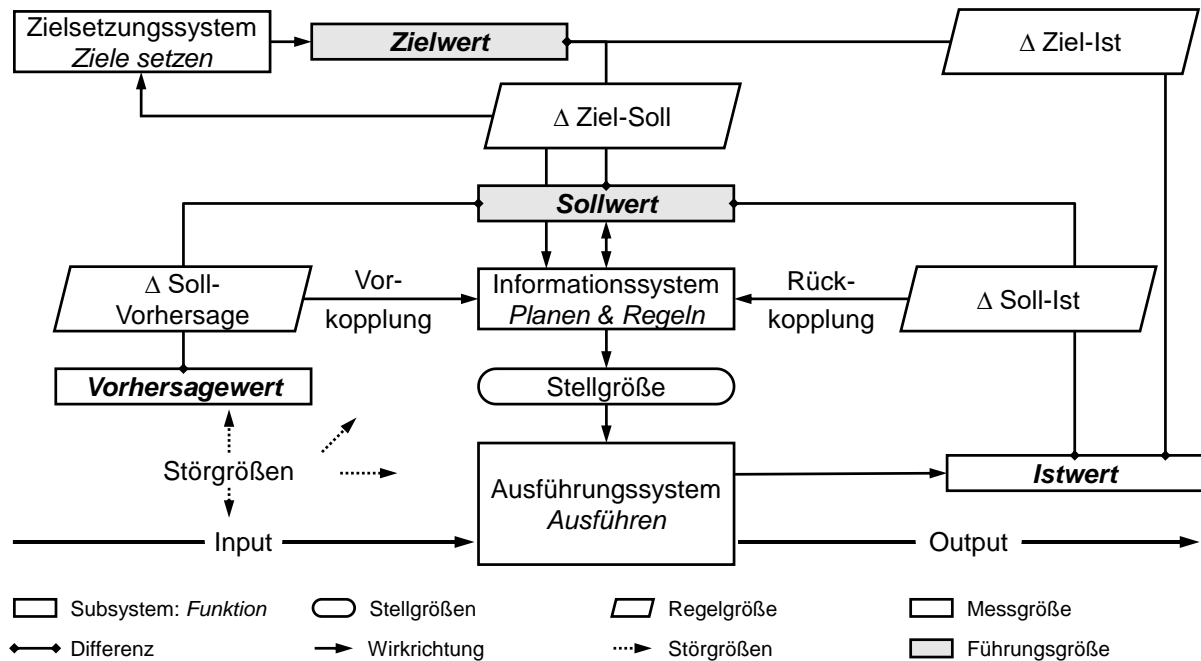 Zielsetzungssystem
Ziele setzen
Zielwert
Δ Ziel-Ist
Δ Ziel-Soll
Sollwert
Δ Soll-
Vorhersage
Vor-
kopplung
Informationssystem
Planen & Regeln
Rück-
kopplung
Δ Soll-Ist
Vorhersagewert
Stellgröße
Störgrößen
Ausführungssystem
Ausführen
Istwert
Input
Output
Subsystem: Funktion
Stellgrößen
Regelgröße
Messgröße
Differenz
Wirkrichtung
Störgrößen
Führungsgröße